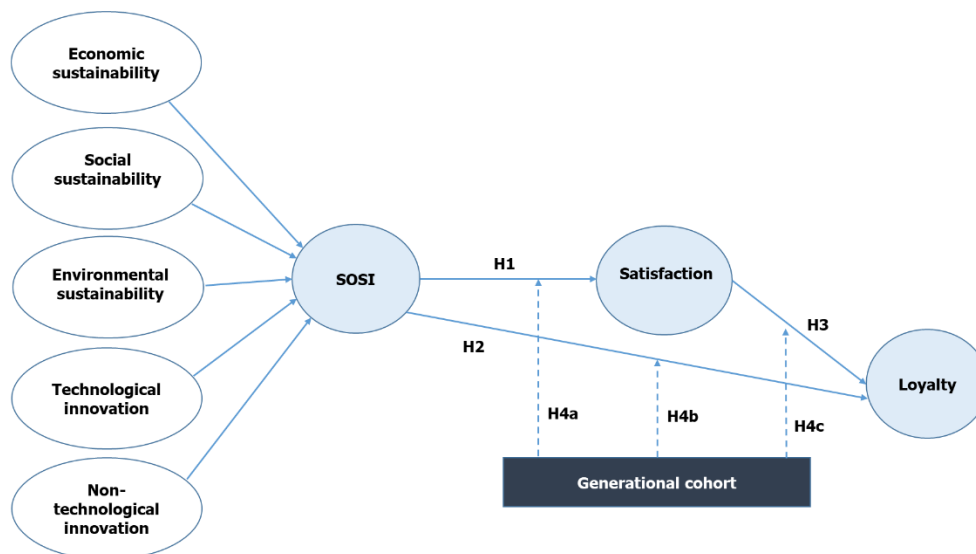 Economic
sustainability
Social
sustainability
Environmental
sustainability
Technological
innovation
Non-
technological
innovation
SOSI
H1
H2
Satisfaction
H3
Loyalty
H4a
H4b
H4c
Generational cohort